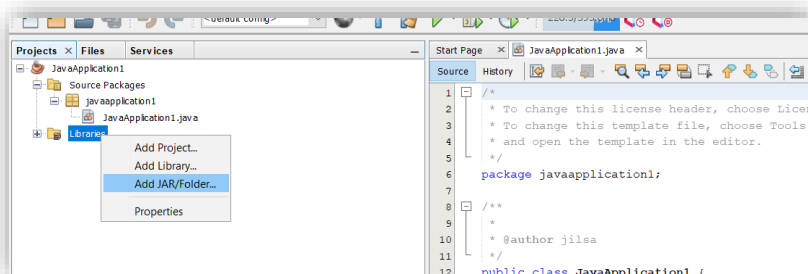 <default config>
Projects × Files Services
JavaApplication1
Source Packages
javaapplication1
JavaApplication1.java
Libraries
Add Project...
Add Library...
Add JAR/Folder...
Properties
Start Page × JavaApplication1.java ×
Source History
1 /*
2 * To change this license header, choose Licen
3 * To change this template file, choose Tools
4 * and open the template in the editor.
5 */
6 package javaapplication1;
7
8 /**
9 *
10 * @author jilsa
11 */
12 public class JavaApplication1 {